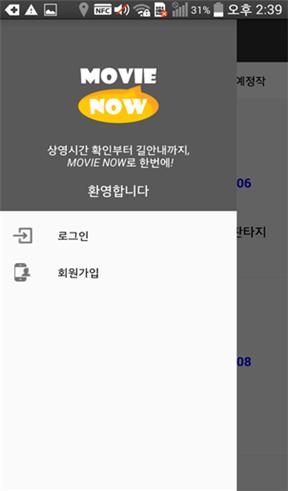 NFC 31% 오후 2:39
MOVIE
NOW
예정작
상영시간 확인부터 길안내까지,
MOVIE NOW로 한번에!
06
환영합니다
판타지
로그인
회원가입
08